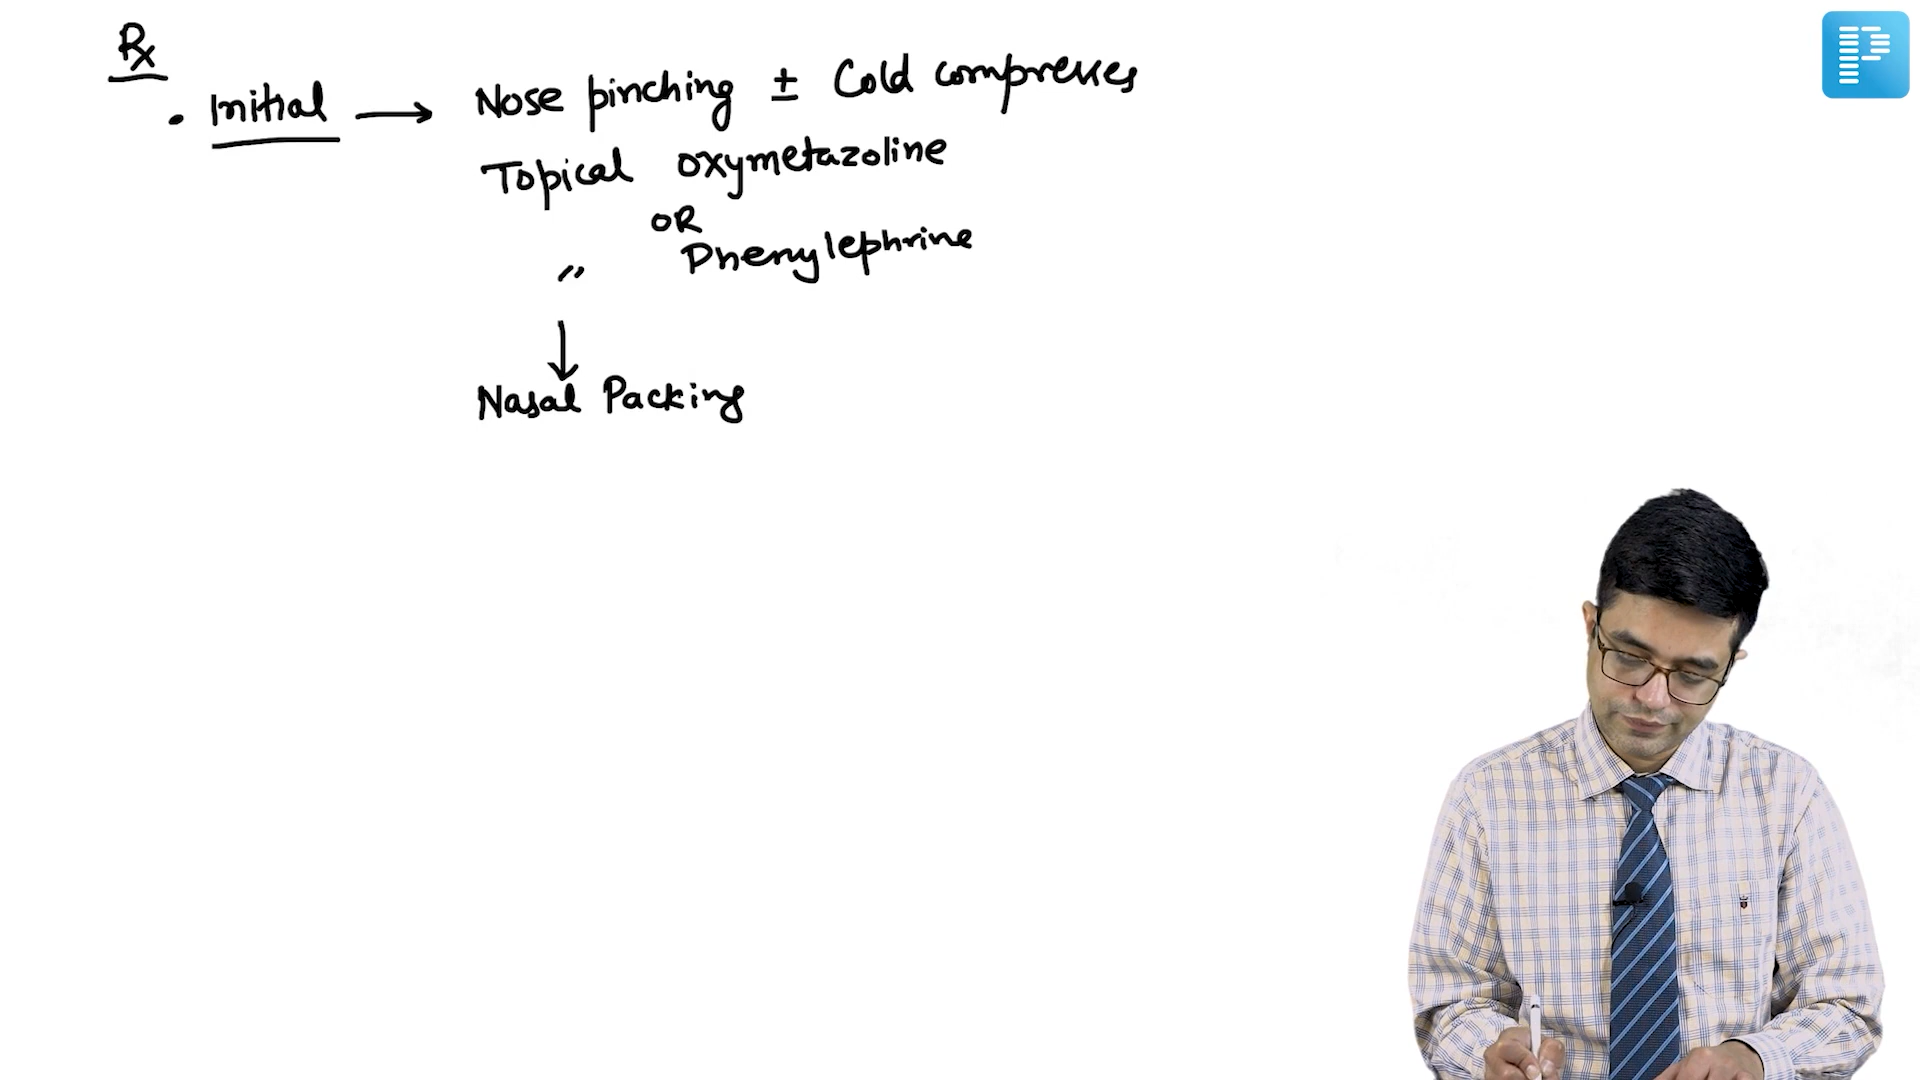 Rx
• Initial → Nose pinching ± Cold compresses
Topical oxymetazoline
OR
〃 Phenylephrine
↓
Nasal Packing